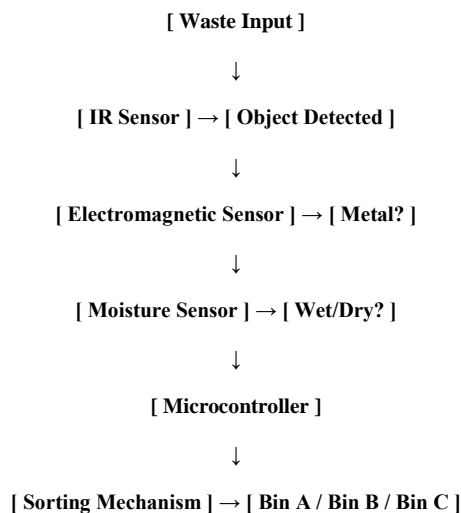 [ Waste Input ]
↓
[ IR Sensor ] → [ Object Detected ]
↓
[ Electromagnetic Sensor ] → [ Metal? ]
↓
[ Moisture Sensor ] → [ Wet/Dry? ]
↓
[ Microcontroller ]
↓
[ Sorting Mechanism ] → [ Bin A / Bin B / Bin C ]